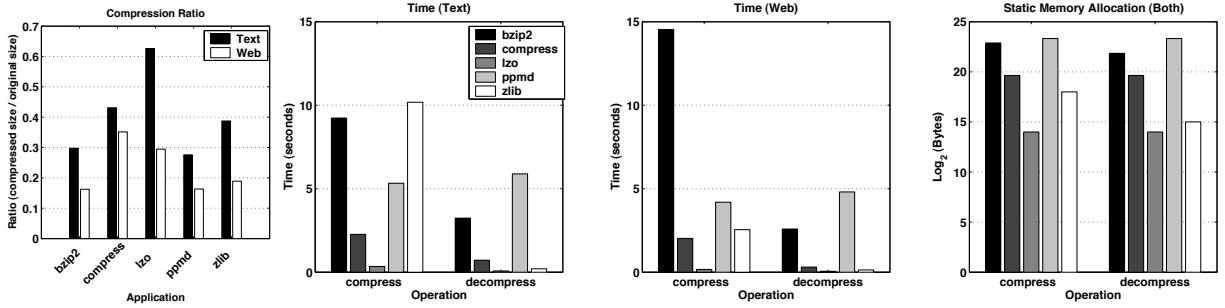 Compression Ratio
0.7
0.6
0.5
0.4
0.3
0.2
0.1
0
Ratio (compressed size / original size)
Text
Web
bzip2
compress
lzo
ppmd
zlib
Application
Time (Text)
15
10
5
0
Time (seconds)
bzip2
compress
lzo
ppmd
zlib
compress
decompress
Operation
Time (Web)
15
10
5
0
Time (seconds)
compress
decompress
Operation
Static Memory Allocation (Both)
25
20
15
10
5
0
Log2 (Bytes)
compress
decompress
Operation